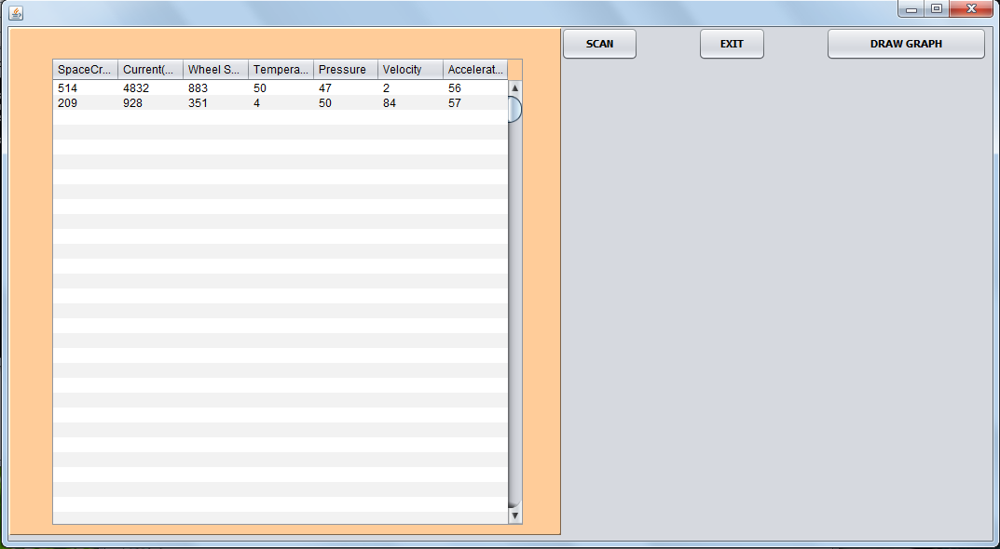 SCAN EXIT DRAW GRAPH
SpaceCr... Current(... Wheel S... Tempera... Pressure Velocity Accelerat...
514 4832 883 50 47 2 56
209 928 351 4 50 84 57